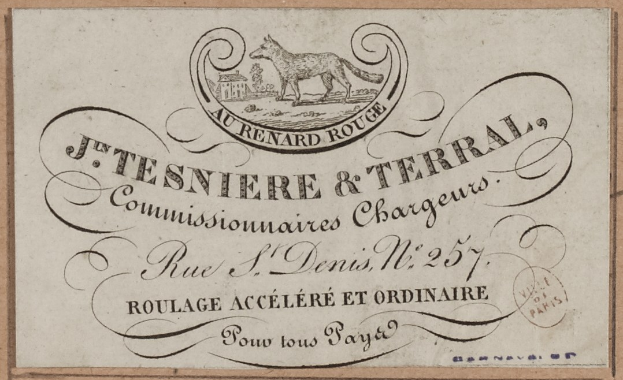 AU RENARD ROUGE
J.ⁱⁿ TESNIERE & TERRAL,
Commissionnaires Chargeurs.
Rue S.ᵗ Denis, N.º 257.
ROULAGE ACCÉLÉRÉ ET ORDINAIRE
Pour tous Pays
VILLE
DE
PARIS